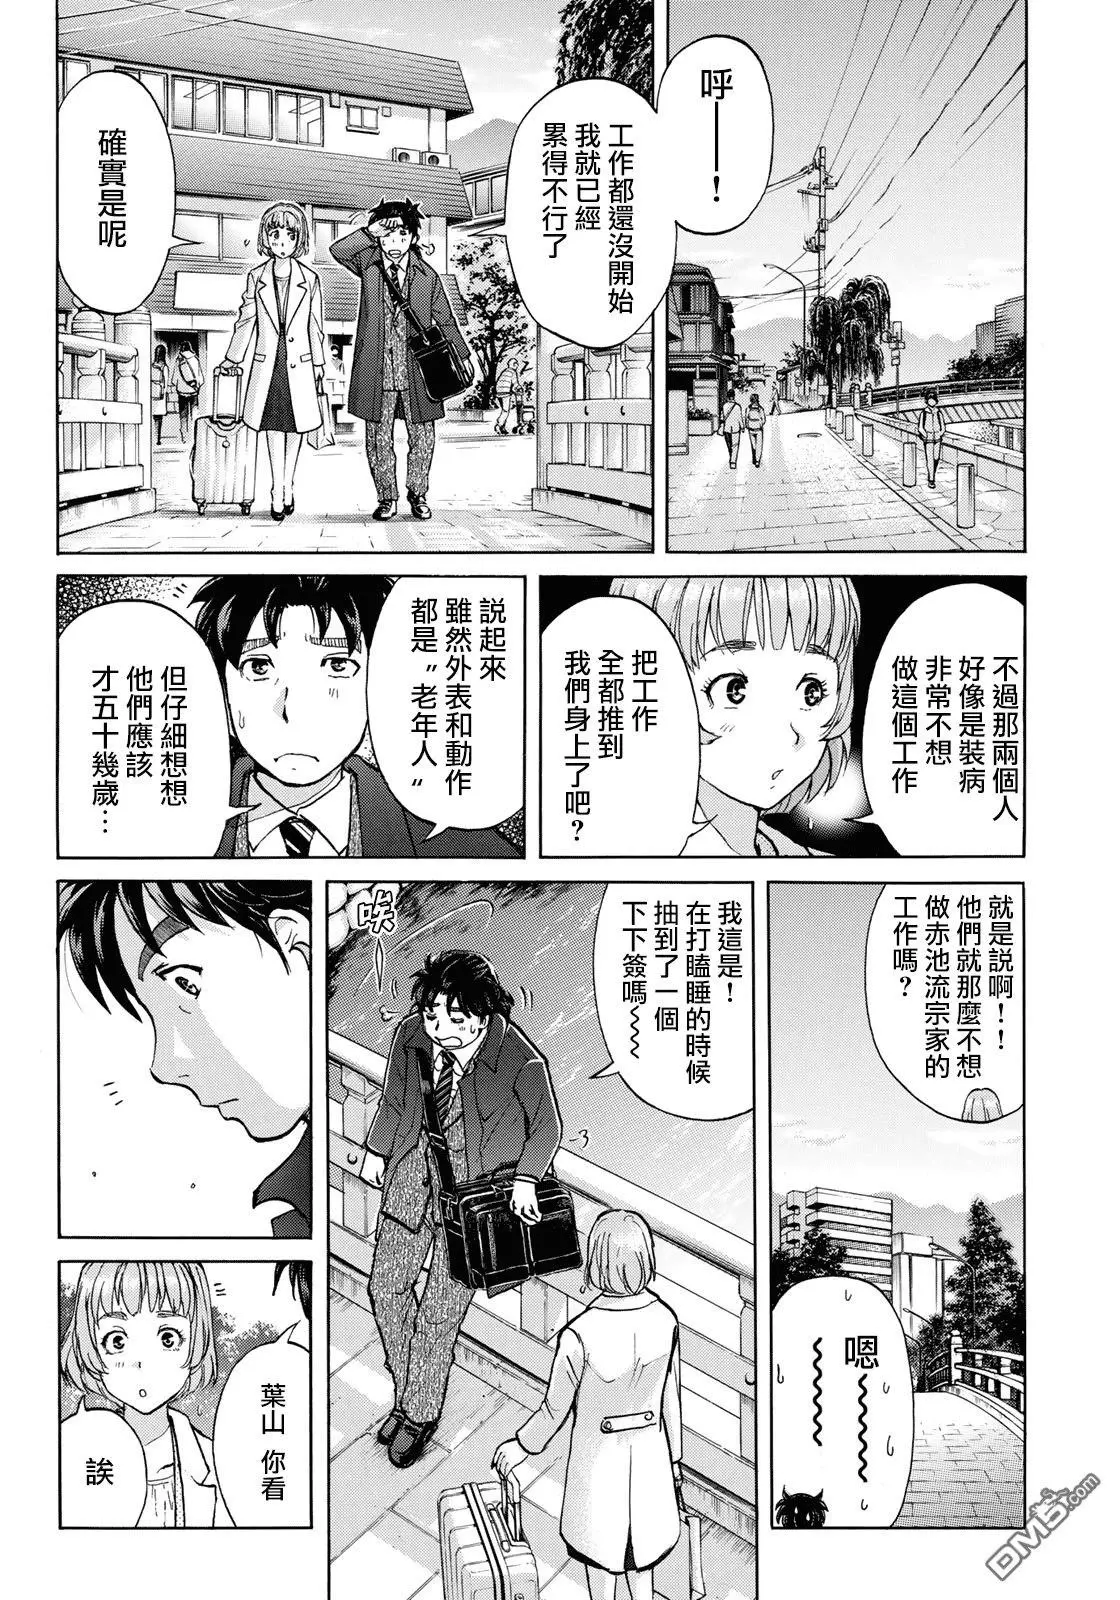 呼——！
工作都還沒開始
我就已經
累得不行了
確實是呢
不過那兩個人
好像是裝病
非常不想
做這個工作
把工作
全都推到
我們身上了吧？
說起來
雖然外表和動作
都是"老年人"
但仔細想想
他們應該
才五十幾歲…
就是說啊！！
他們就那麼不想
做赤池流宗家的
工作嗎？
嗯
我這是！
在打瞌睡的時候
抽到了一個
下下簽嗎～～
唉
葉山 你看
誒
DM5.com